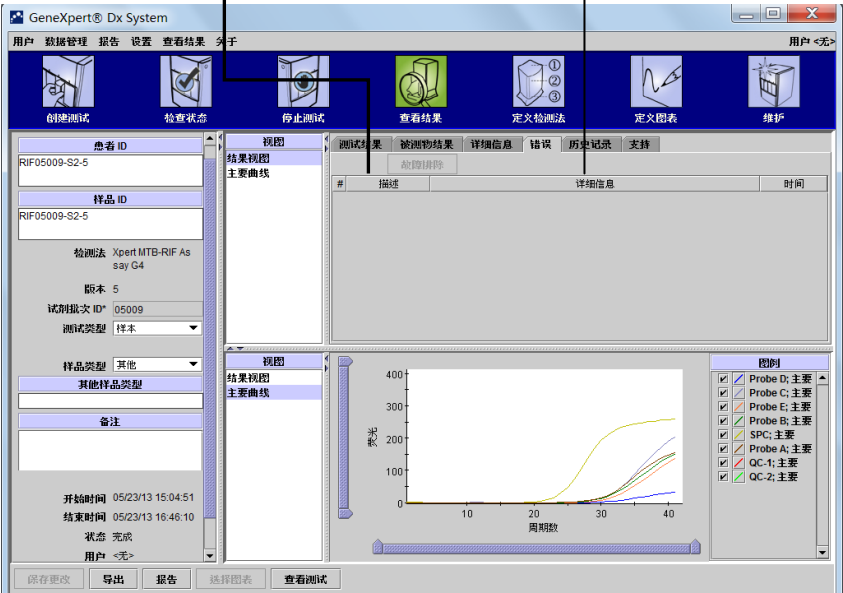 GeneXpert® Dx System
用户 数据管理 报告 设置 查看结果 关于 用户 <无>
创建测试 检查状态 停止测试 查看结果 定义检测法 定义图表 维护
患者 ID
RIF05009-S2-5
样品 ID
RIF05009-S2-5
检测法 Xpert MTB-RIF As
say G4
版本 5
试剂批次 ID* 05009
测试类型 样本
样品类型 其他
其他样品类型
备注
开始时间 05/23/13 15:04:51
结束时间 05/23/13 16:46:10
状态 完成
用户 <无>
视图
结果视图
主要曲线
测试结果 被测物结果 详细信息 错误 历史记录 支持
故障排除
# 描述 详细信息 时间
视图
结果视图
主要曲线
荧光
400
300
200
100
0
10 20 30 40
周期数
图例
Probe D; 主要
Probe C; 主要
Probe E; 主要
Probe B; 主要
SPC; 主要
Probe A; 主要
QC-1; 主要
QC-2; 主要
保存更改 导出 报告 选择图表 查看测试